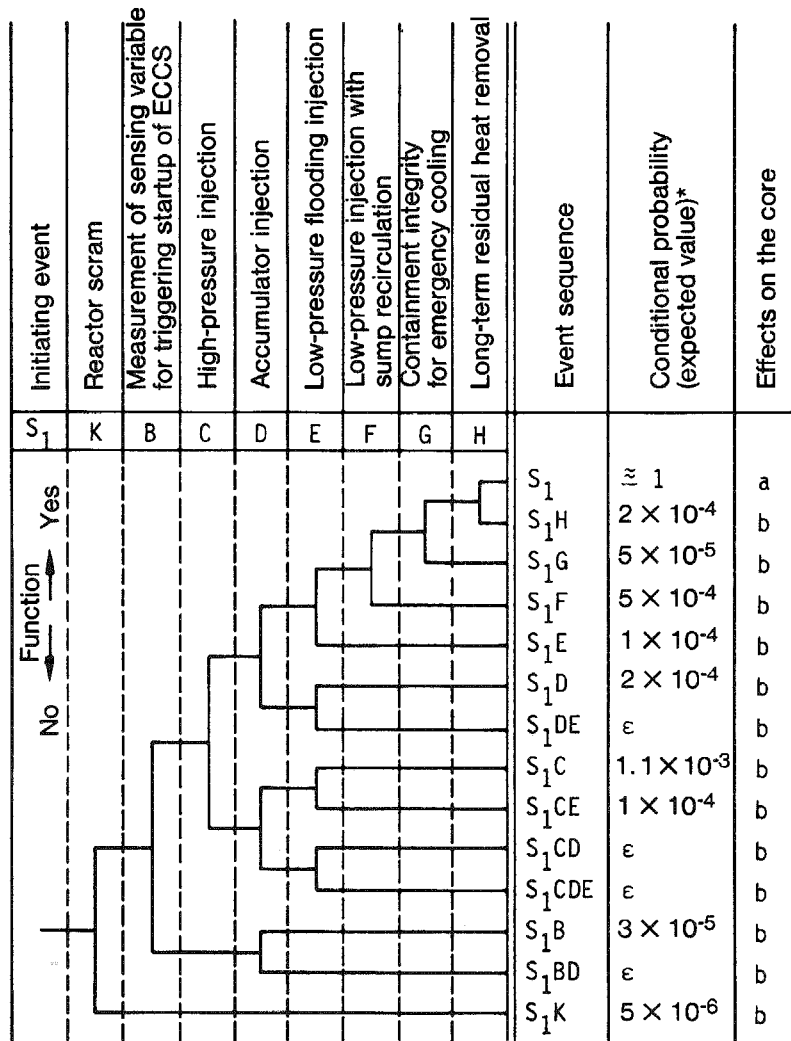 Initiating event
Reactor scram
Measurement of sensing variable
for triggering startup of ECCS
High-pressure injection
Accumulator injection
Low-pressure flooding injection
Low-pressure injection with
sump recirculation
Containment integrity
for emergency cooling
Long-term residual heat removal
Event sequence
Conditional probability
(expected value)*
Effects on the core
S₁ K B C D E F G H
No Function Yes
S₁ ≈ 1 a
S₁H 2 × 10⁻⁴ b
S₁G 5 × 10⁻⁵ b
S₁F 5 × 10⁻⁴ b
S₁E 1 × 10⁻⁴ b
S₁D 2 × 10⁻⁴ b
S₁DE ε b
S₁C 1.1 × 10⁻³ b
S₁CE 1 × 10⁻⁴ b
S₁CD ε b
S₁CDE ε b
S₁B 3 × 10⁻⁵ b
S₁BD ε b
S₁K 5 × 10⁻⁶ b